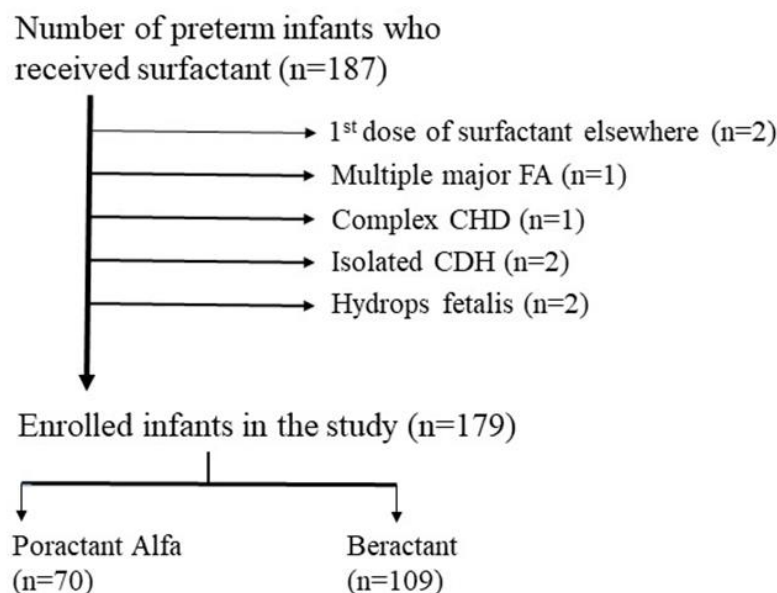 Number of preterm infants who
received surfactant (n=187)
1st dose of surfactant elsewhere (n=2)
Multiple major FA (n=1)
Complex CHD (n=1)
Isolated CDH (n=2)
Hydrops fetalis (n=2)
Enrolled infants in the study (n=179)
Poractant Alfa
(n=70)
Beractant
(n=109)